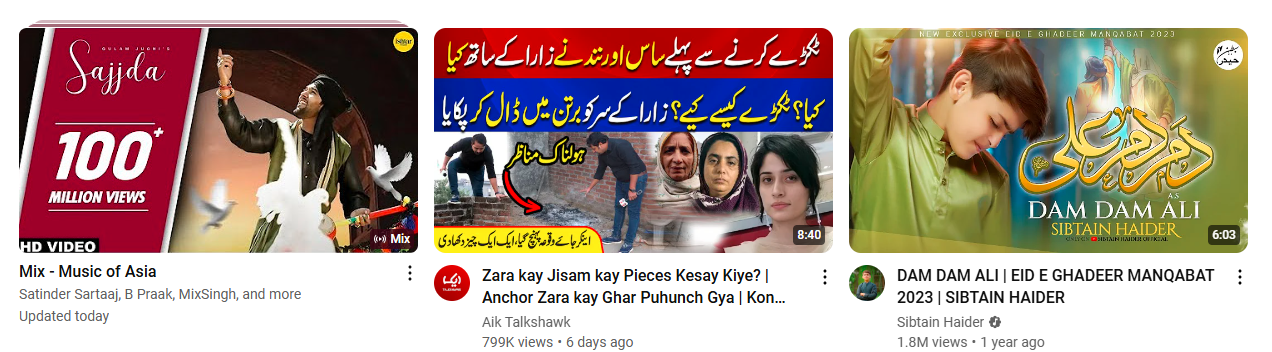 GULAM JUGNI'S
Sajjda
100+
MILLION VIEWS
HD VIDEO
ishtar
Mix
Mix - Music of Asia
Satinder Sartaaj, B Praak, MixSingh, and more
Updated today
ٹکڑے کرنے سے پہلے ساس اور نند نے زارا کے ساتھ کیا
کیا؟ ٹکڑے کیسے کیے؟ زارا کے سر کو برتن میں ڈال کر پکایا
ہولناک مناظر
اینکر جائے وقوعہ پہنچ گیا، ایک ایک چیز دکھا دی
8:40
Zara kay Jisam kay Pieces Kesay Kiye? |
Anchor Zara kay Ghar Puhunch Gya | Kon…
Aik Talkshawk
799K views • 6 days ago
NEW EXCLUSIVE EID E GHADEER MANQABAT 2023
دم دم علی
DAM DAM ALI
SIBTAIN HAIDER
SIBTAIN HAIDER OFFICIAL
6:03
DAM DAM ALI | EID E GHADEER MANQABAT
2023 | SIBTAIN HAIDER
Sibtain Haider
1.8M views • 1 year ago